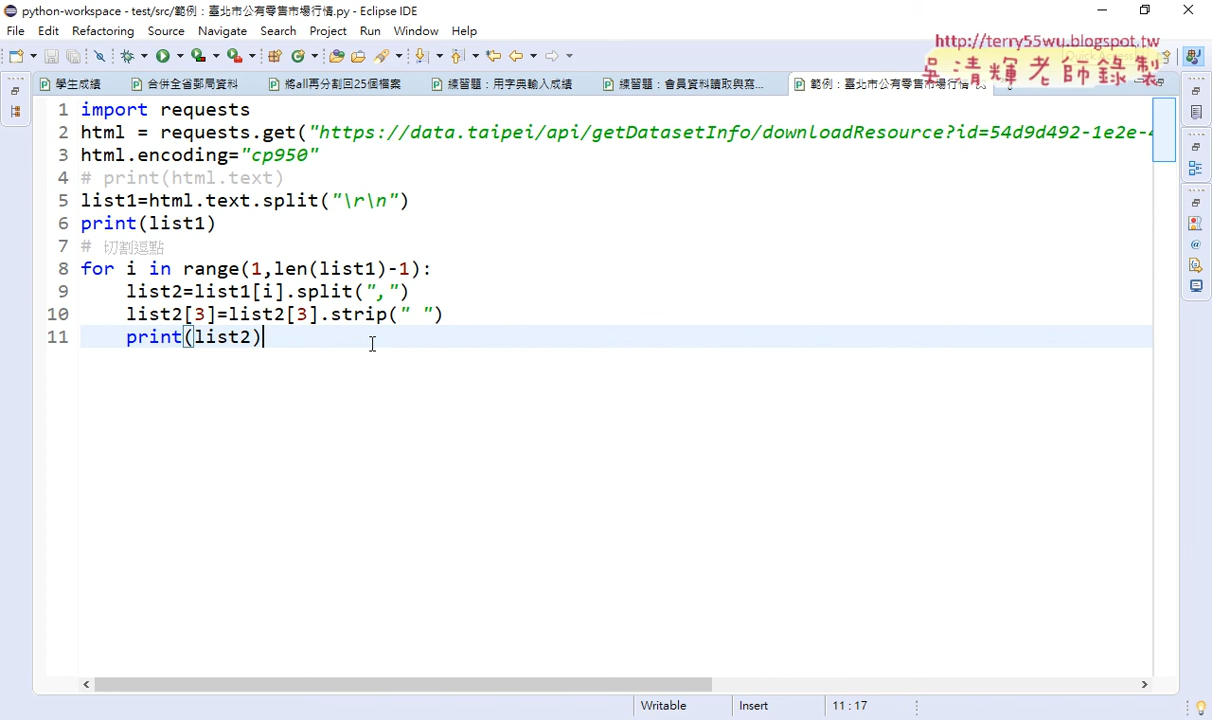 python-workspace - test/src/範例：臺北市公有零售市場行情.py - Eclipse IDE
File Edit Refactoring Source Navigate Search Project Run Window Help
http://terry55wu.blogspot.tw
吳清輝老師錄製
學生成績 合併全省郵局資料 將all再分割回25個檔案 練習題：用字典輸入成績 練習題：會員資料讀取與寫... 範例：臺北市公有零售市場行情
1 import requests
2 html = requests.get("https://data.taipei/api/getDatasetInfo/downloadResource?id=54d9d492-1e2e-4
3 html.encoding="cp950"
4 # print(html.text)
5 list1=html.text.split("\r\n")
6 print(list1)
7 # 切割逗點
8 for i in range(1,len(list1)-1):
9 list2=list1[i].split(",")
10 list2[3]=list2[3].strip(" ")
11 print(list2)
Writable Insert 11 : 17